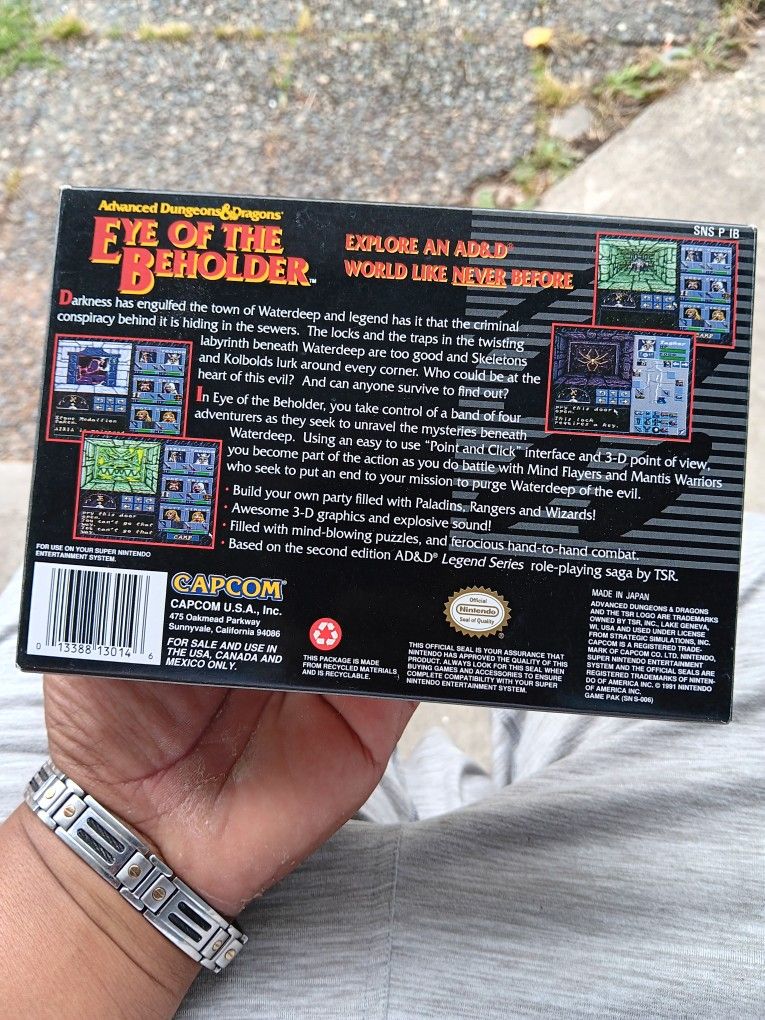 SNS P IB
Advanced Dungeons&Dragons®
EYE OF THE
BEHOLDER™
EXPLORE AN AD&D®
WORLD LIKE NEVER BEFORE
Darkness has engulfed the town of Waterdeep and legend has it that the criminal
conspiracy behind it is hiding in the sewers. The locks and the traps in the twisting
labyrinth beneath Waterdeep are too good and Skeletons
and Kolbolds lurk around every corner. Who could be at the
heart of this evil? And can anyone survive to find out?
In Eye of the Beholder, you take control of a band of four
adventurers as they seek to unravel the mysteries beneath
Waterdeep. Using an easy to use "Point and Click" interface and 3-D point of view,
you become part of the action as you do battle with Mind Flayers and Mantis Warriors
who seek to put an end to your mission to purge Waterdeep of the evil.
· Build your own party filled with Paladins, Rangers and Wizards!
· Awesome 3-D graphics and explosive sound!
· Filled with mind-blowing puzzles, and ferocious hand-to-hand combat.
· Based on the second edition AD&D® Legend Series role-playing saga by TSR.
CAMP
pry this door
open.
You can't go that
way.
You can't go that
way.
CAMP
FOR USE ON YOUR SUPER NINTENDO
ENTERTAINMENT SYSTEM.
0 13388 13014 6
CAPCOM®
CAPCOM U.S.A., Inc.
475 Oakmead Parkway
Sunnyvale, California 94086
FOR SALE AND USE IN
THE USA, CANADA AND
MEXICO ONLY.
THIS PACKAGE IS MADE
FROM RECYCLED MATERIALS
AND IS RECYCLABLE.
Official
Nintendo
Seal of Quality
THIS OFFICIAL SEAL IS YOUR ASSURANCE THAT
NINTENDO HAS APPROVED THE QUALITY OF THIS
PRODUCT. ALWAYS LOOK FOR THIS SEAL WHEN
BUYING GAMES AND ACCESSORIES TO ENSURE
COMPLETE COMPATIBILITY WITH YOUR SUPER
NINTENDO ENTERTAINMENT SYSTEM.
MADE IN JAPAN
ADVANCED DUNGEONS & DRAGONS
AND THE TSR LOGO ARE TRADEMARKS
OWNED BY TSR, INC., LAKE GENEVA,
WI, USA AND USED UNDER LICENSE
FROM STRATEGIC SIMULATIONS, INC.
CAPCOM IS A REGISTERED TRADE-
MARK OF CAPCOM CO. LTD. NINTENDO,
SUPER NINTENDO ENTERTAINMENT
SYSTEM AND THE OFFICIAL SEALS ARE
REGISTERED TRADEMARKS OF NINTEN-
DO OF AMERICA INC. © 1991 NINTENDO
OF AMERICA INC.
GAME PAK (SNS-006)